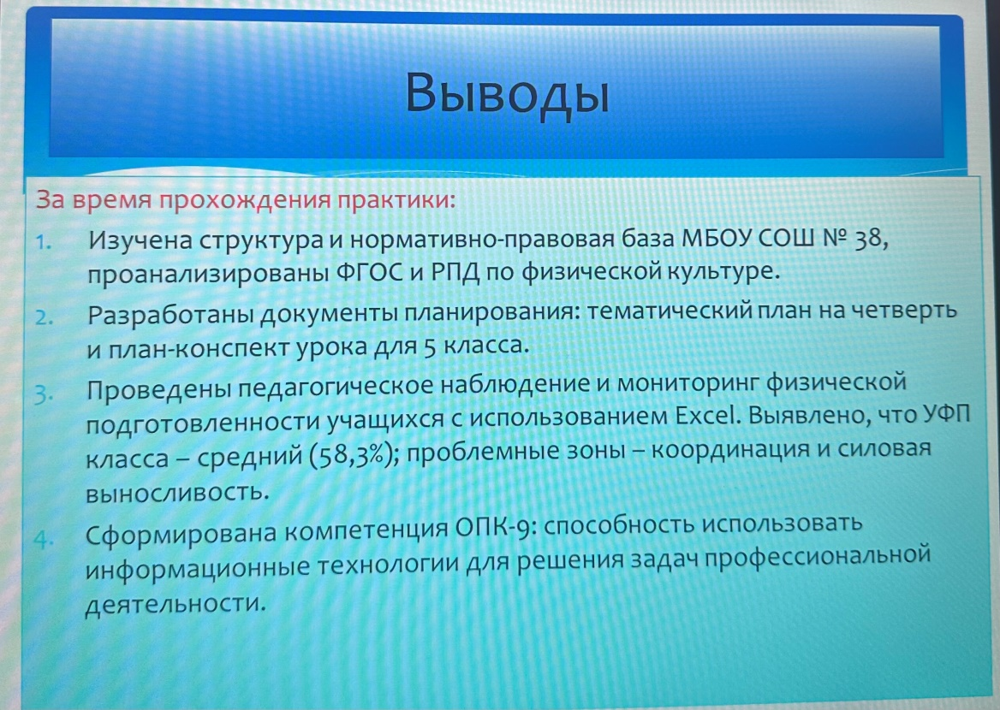 Выводы
За время прохождения практики:
1. Изучена структура и нормативно-правовая база МБОУ СОШ № 38,
проанализированы ФГОС и РПД по физической культуре.
2. Разработаны документы планирования: тематический план на четверть
и план-конспект урока для 5 класса.
3. Проведены педагогическое наблюдение и мониторинг физической
подготовленности учащихся с использованием Excel. Выявлено, что УФП
класса – средний (58,3%); проблемные зоны – координация и силовая
выносливость.
4. Сформирована компетенция ОПК-9: способность использовать
информационные технологии для решения задач профессиональной
деятельности.